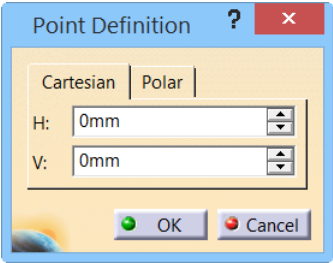 Point Definition ? ×
Cartesian Polar
H: 0mm
V: 0mm
OK Cancel